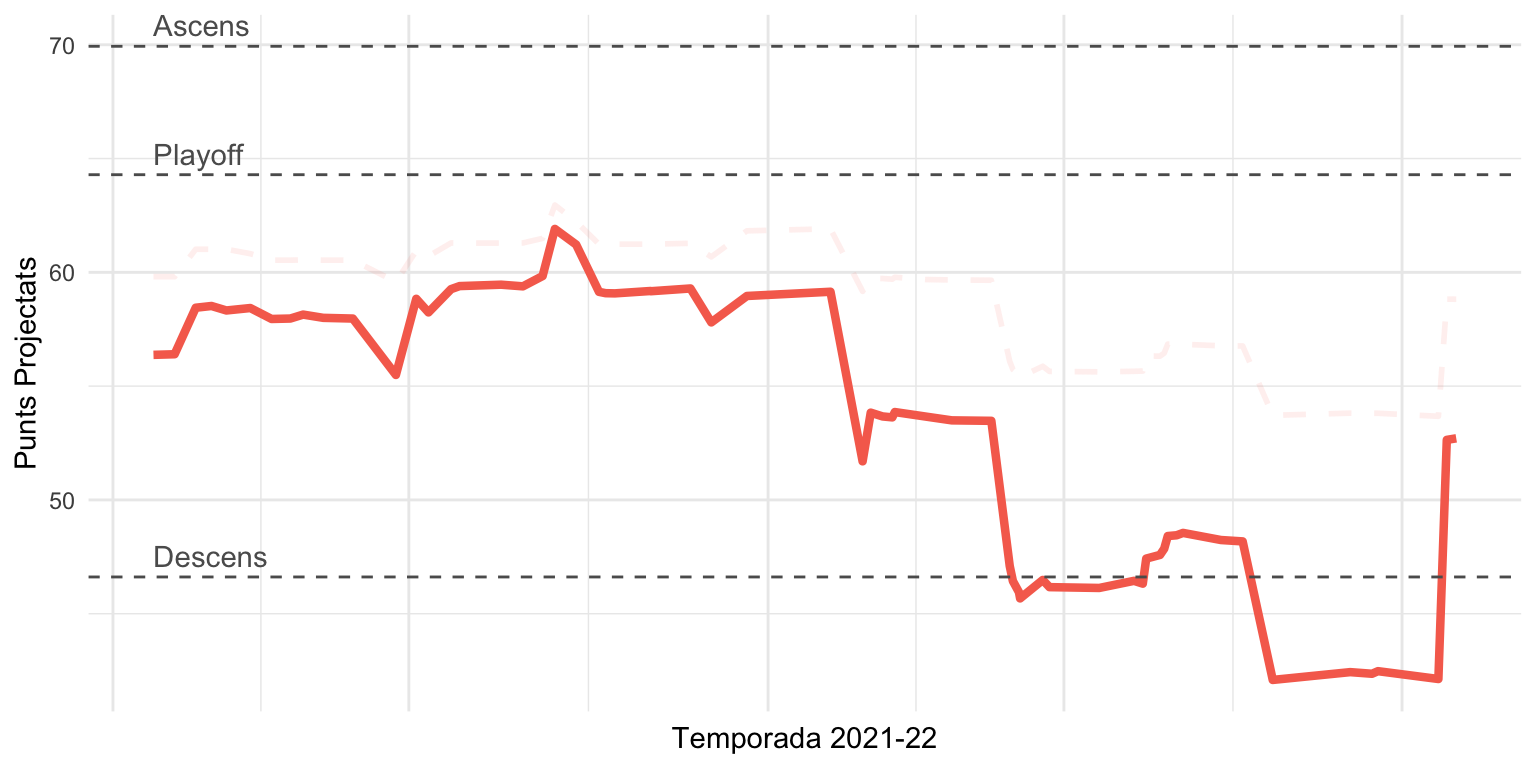 Ascens
70
Playoff
60
Punts Projectats
50
Descens
Temporada 2021-22